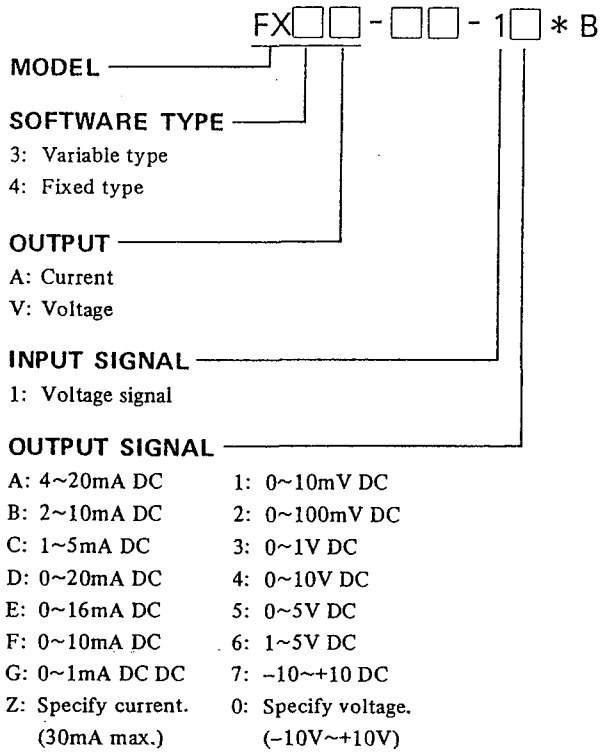 FX□□-□□-1□*B
MODEL
SOFTWARE TYPE
3: Variable type
4: Fixed type
OUTPUT
A: Current
V: Voltage
INPUT SIGNAL
1: Voltage signal
OUTPUT SIGNAL
A: 4~20mA DC
B: 2~10mA DC
C: 1~5mA DC
D: 0~20mA DC
E: 0~16mA DC
F: 0~10mA DC
G: 0~1mA DC DC
Z: Specify current.
(30mA max.)
1: 0~10mV DC
2: 0~100mV DC
3: 0~1V DC
4: 0~10V DC
5: 0~5V DC
6: 1~5V DC
7: -10~+10 DC
0: Specify voltage.
(-10V~+10V)